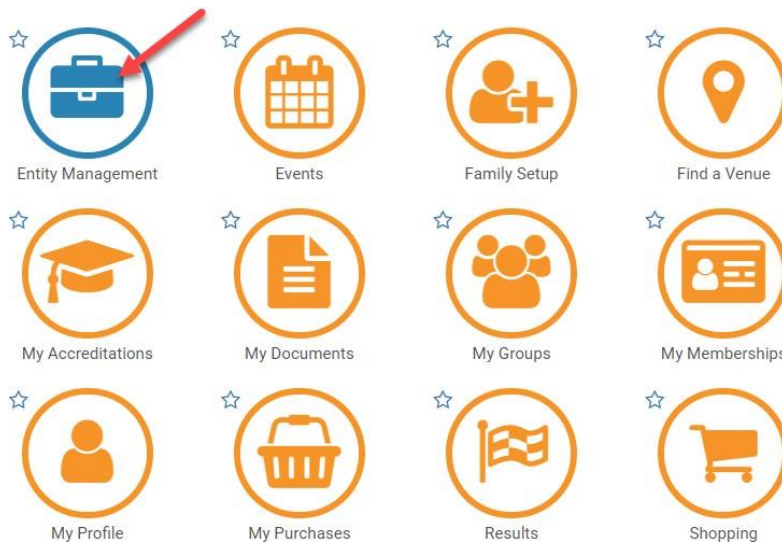 Entity Management
Events
Family Setup
Find a Venue
My Accreditations
My Documents
My Groups
My Memberships
My Profile
My Purchases
Results
Shopping